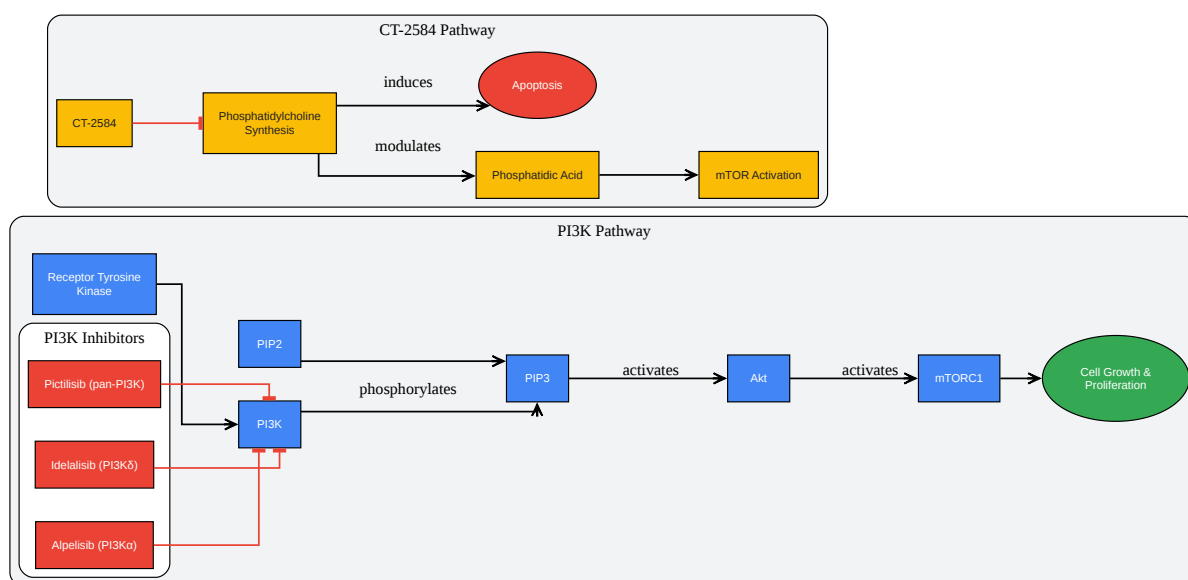 CT-2584 Pathway
induces
Apoptosis
CT-2584
Phosphatidylcholine
Synthesis
modulates
Phosphatidic Acid
mTOR Activation
PI3K Pathway
Receptor Tyrosine
Kinase
PI3K Inhibitors
PIP2
Pictilisib (pan-PI3K)
phosphorylates
PIP3
activates
Akt
activates
mTORC1
Cell Growth &
Proliferation
PI3K
Idelalisib (PI3Kδ)
Alpelisib (PI3Kα)